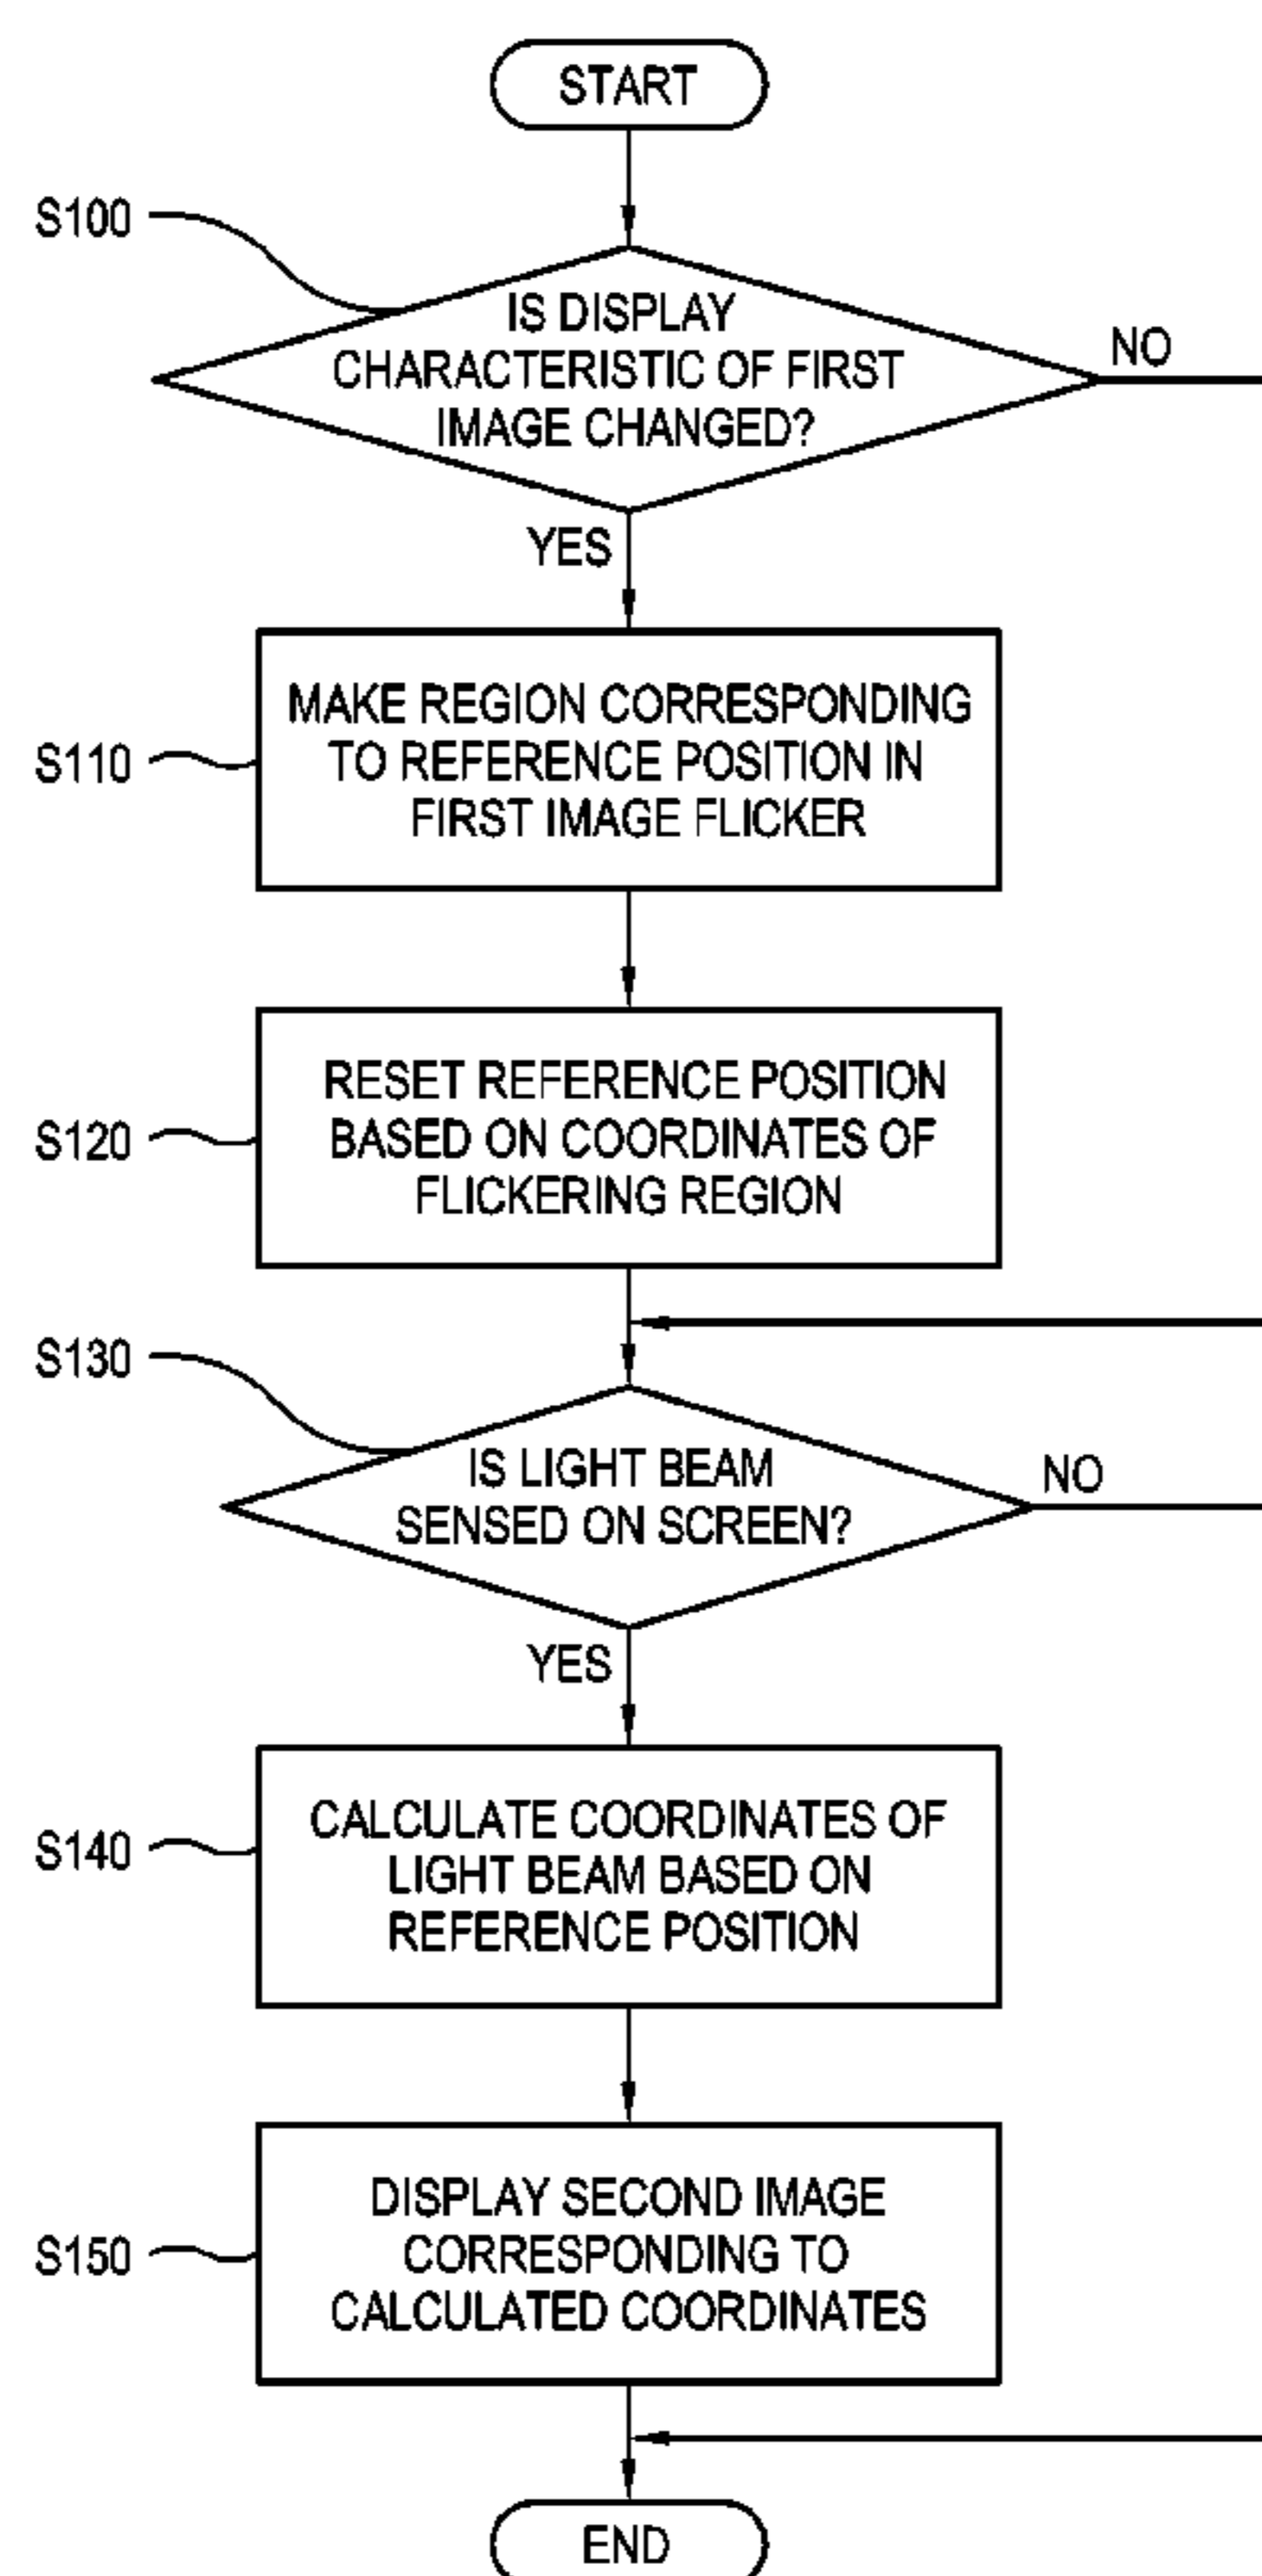 START
S100
IS DISPLAY
CHARACTERISTIC OF FIRST
IMAGE CHANGED?
NO
YES
S110
MAKE REGION CORRESPONDING
TO REFERENCE POSITION IN
FIRST IMAGE FLICKER
S120
RESET REFERENCE POSITION
BASED ON COORDINATES OF
FLICKERING REGION
S130
IS LIGHT BEAM
SENSED ON SCREEN?
NO
YES
S140
CALCULATE COORDINATES OF
LIGHT BEAM BASED ON
REFERENCE POSITION
S150
DISPLAY SECOND IMAGE
CORRESPONDING TO
CALCULATED COORDINATES
END